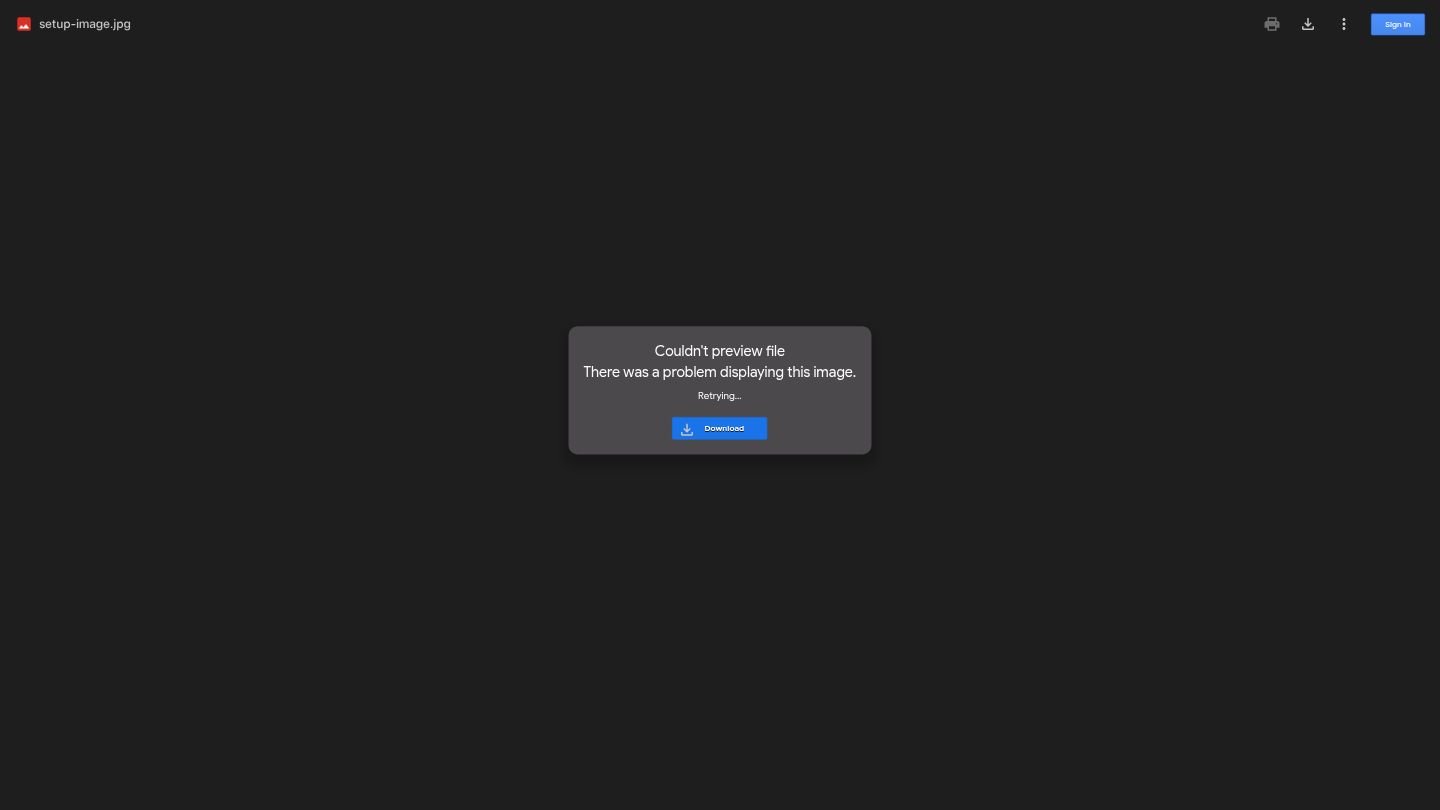 setup-image.jpg
Sign in
Couldn't preview file
There was a problem displaying this image.
Retrying...
Download